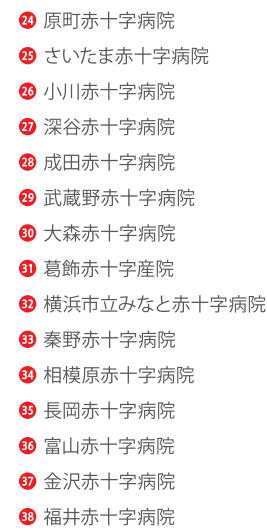 24 原町赤十字病院
25 さいたま赤十字病院
26 小川赤十字病院
27 深谷赤十字病院
28 成田赤十字病院
29 武蔵野赤十字病院
30 大森赤十字病院
31 葛飾赤十字産院
32 横浜市立みなと赤十字病院
33 秦野赤十字病院
34 相模原赤十字病院
35 長岡赤十字病院
36 富山赤十字病院
37 金沢赤十字病院
38 福井赤十字病院